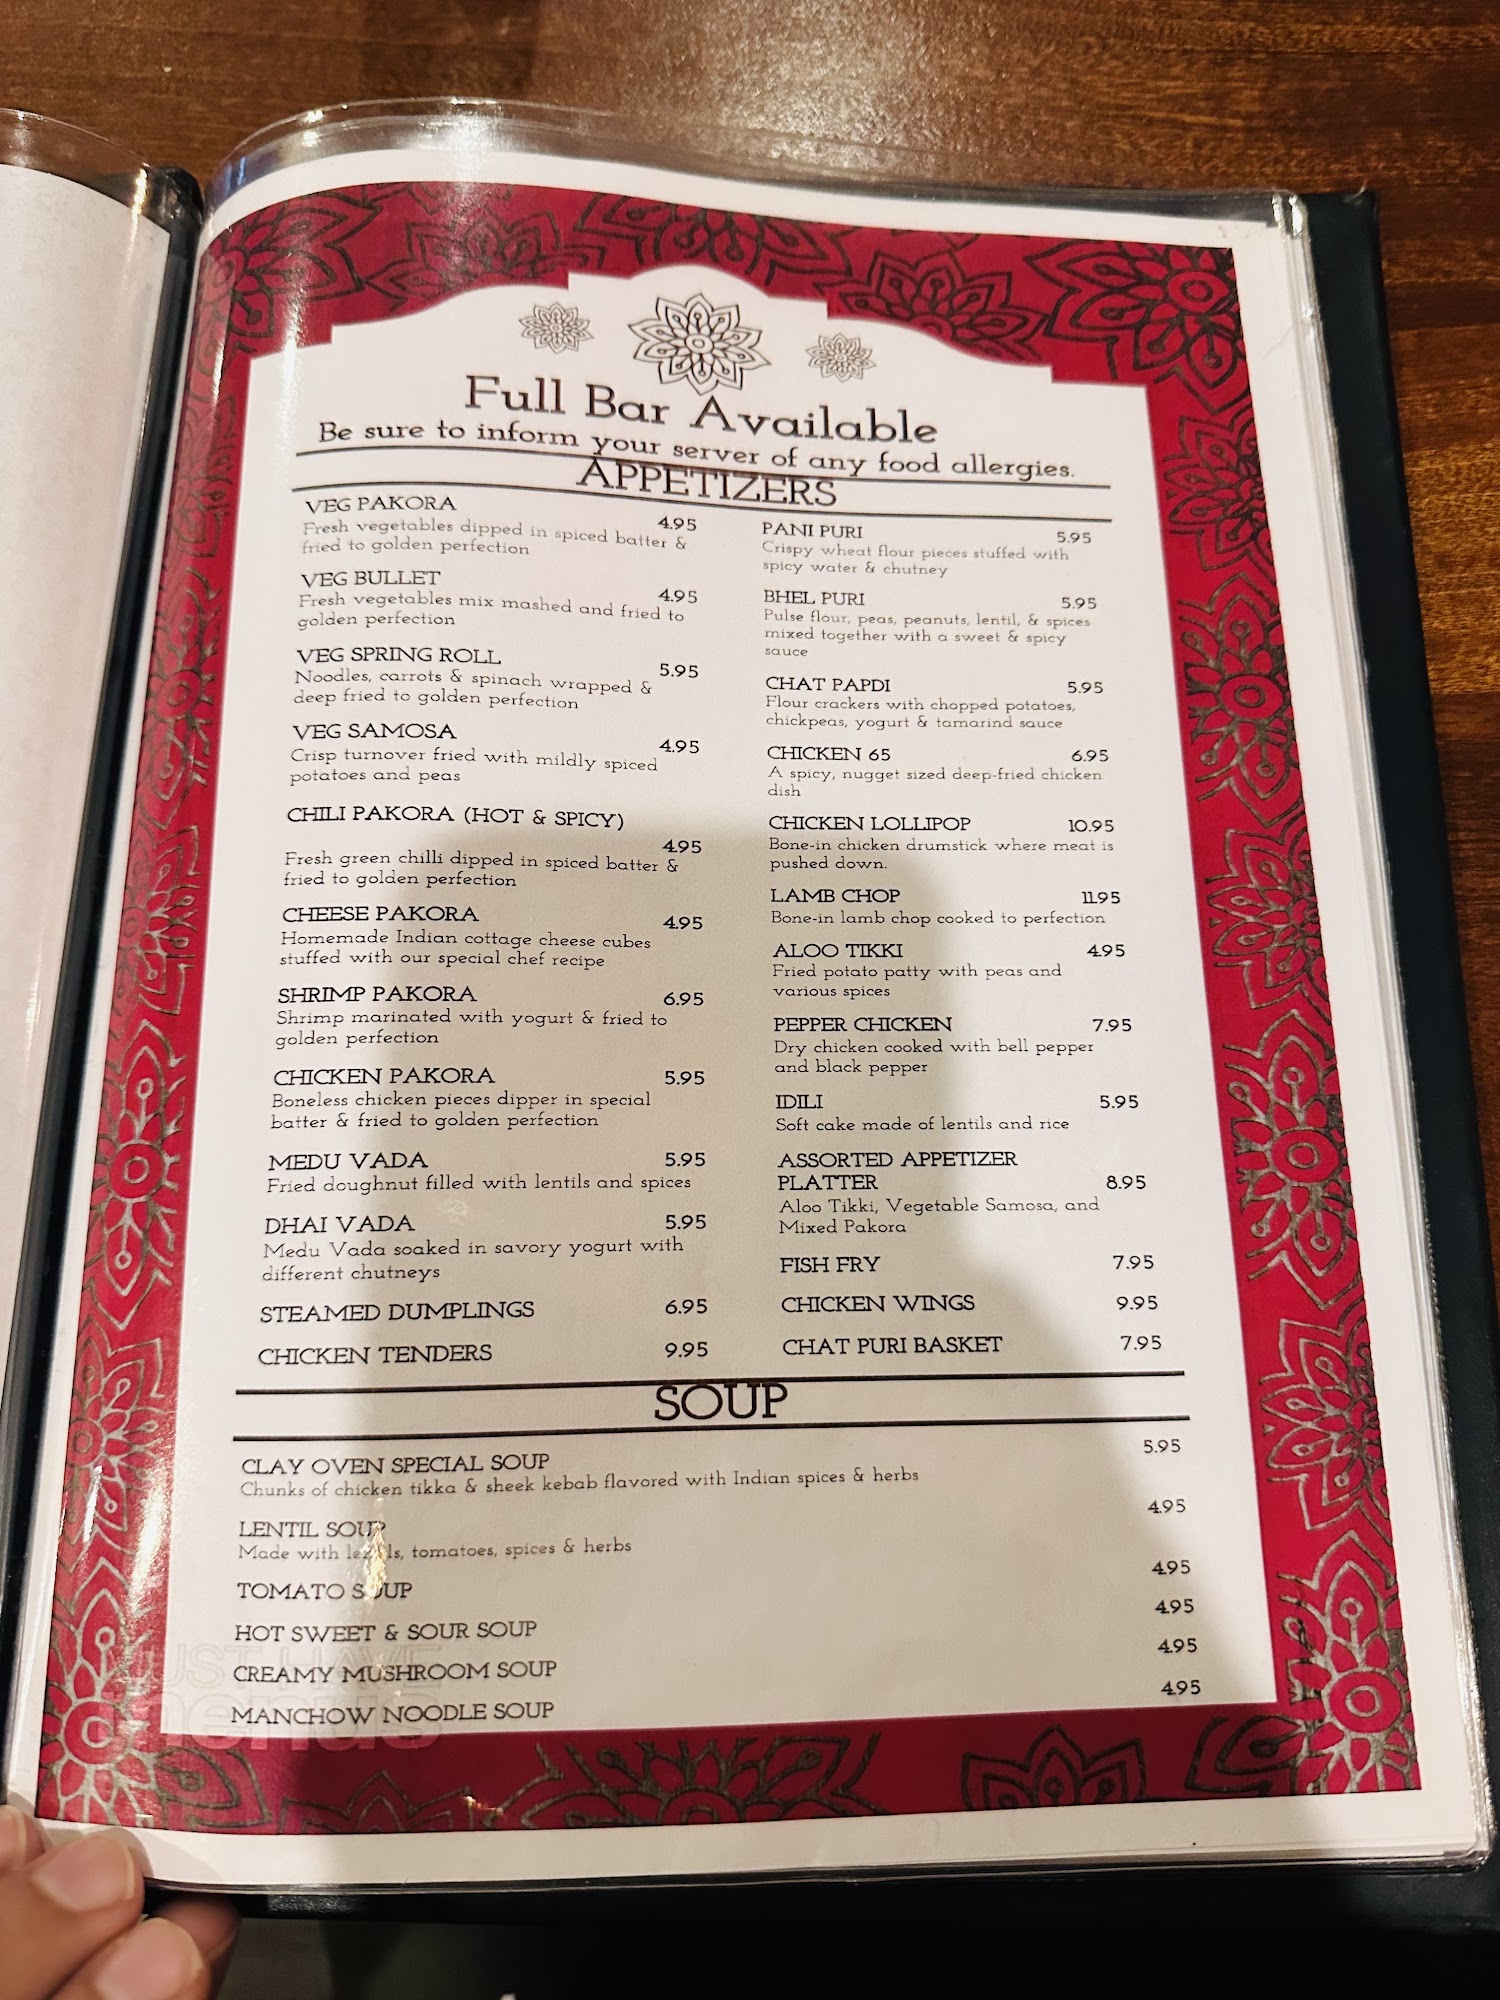 Full Bar Available
Be sure to inform your server of any food allergies.
APPETIZERS
VEG PAKORA 4.95
Fresh vegetables dipped in spiced batter &
fried to golden perfection
VEG BULLET 4.95
Fresh vegetables mix mashed and fried to
golden perfection
VEG SPRING ROLL 5.95
Noodles, carrots & spinach wrapped &
deep fried to golden perfection
VEG SAMOSA 4.95
Crisp turnover fried with mildly spiced
potatoes and peas
CHILI PAKORA (HOT & SPICY)
4.95
Fresh green chilli dipped in spiced batter &
fried to golden perfection
CHEESE PAKORA 4.95
Homemade Indian cottage cheese cubes
stuffed with our special chef recipe
SHRIMP PAKORA 6.95
Shrimp marinated with yogurt & fried to
golden perfection
CHICKEN PAKORA 5.95
Boneless chicken pieces dipper in special
batter & fried to golden perfection
MEDU VADA 5.95
Fried doughnut filled with lentils and spices
DHAI VADA 5.95
Medu Vada soaked in savory yogurt with
different chutneys
STEAMED DUMPLINGS 6.95
CHICKEN TENDERS 9.95
PANI PURI 5.95
Crispy wheat flour pieces stuffed with
spicy water & chutney
BHEL PURI 5.95
Pulse flour, peas, peanuts, lentil, & spices
mixed together with a sweet & spicy
sauce
CHAT PAPDI 5.95
Flour crackers with chopped potatoes,
chickpeas, yogurt & tamarind sauce
CHICKEN 65 6.95
A spicy, nugget sized deep-fried chicken
dish
CHICKEN LOLLIPOP 10.95
Bone-in chicken drumstick where meat is
pushed down.
LAMB CHOP 11.95
Bone-in lamb chop cooked to perfection
ALOO TIKKI 4.95
Fried potato patty with peas and
various spices
PEPPER CHICKEN 7.95
Dry chicken cooked with bell pepper
and black pepper
IDILI 5.95
Soft cake made of lentils and rice
ASSORTED APPETIZER
PLATTER 8.95
Aloo Tikki, Vegetable Samosa, and
Mixed Pakora
FISH FRY 7.95
CHICKEN WINGS 9.95
CHAT PURI BASKET 7.95
SOUP
CLAY OVEN SPECIAL SOUP 5.95
Chunks of chicken tikka & sheek kebab flavored with Indian spices & herbs
LENTIL SOUP 4.95
Made with lentils, tomatoes, spices & herbs
TOMATO SOUP 4.95
HOT SWEET & SOUR SOUP 4.95
CREAMY MUSHROOM SOUP 4.95
MANCHOW NOODLE SOUP 4.95
MUST HAVE
menus